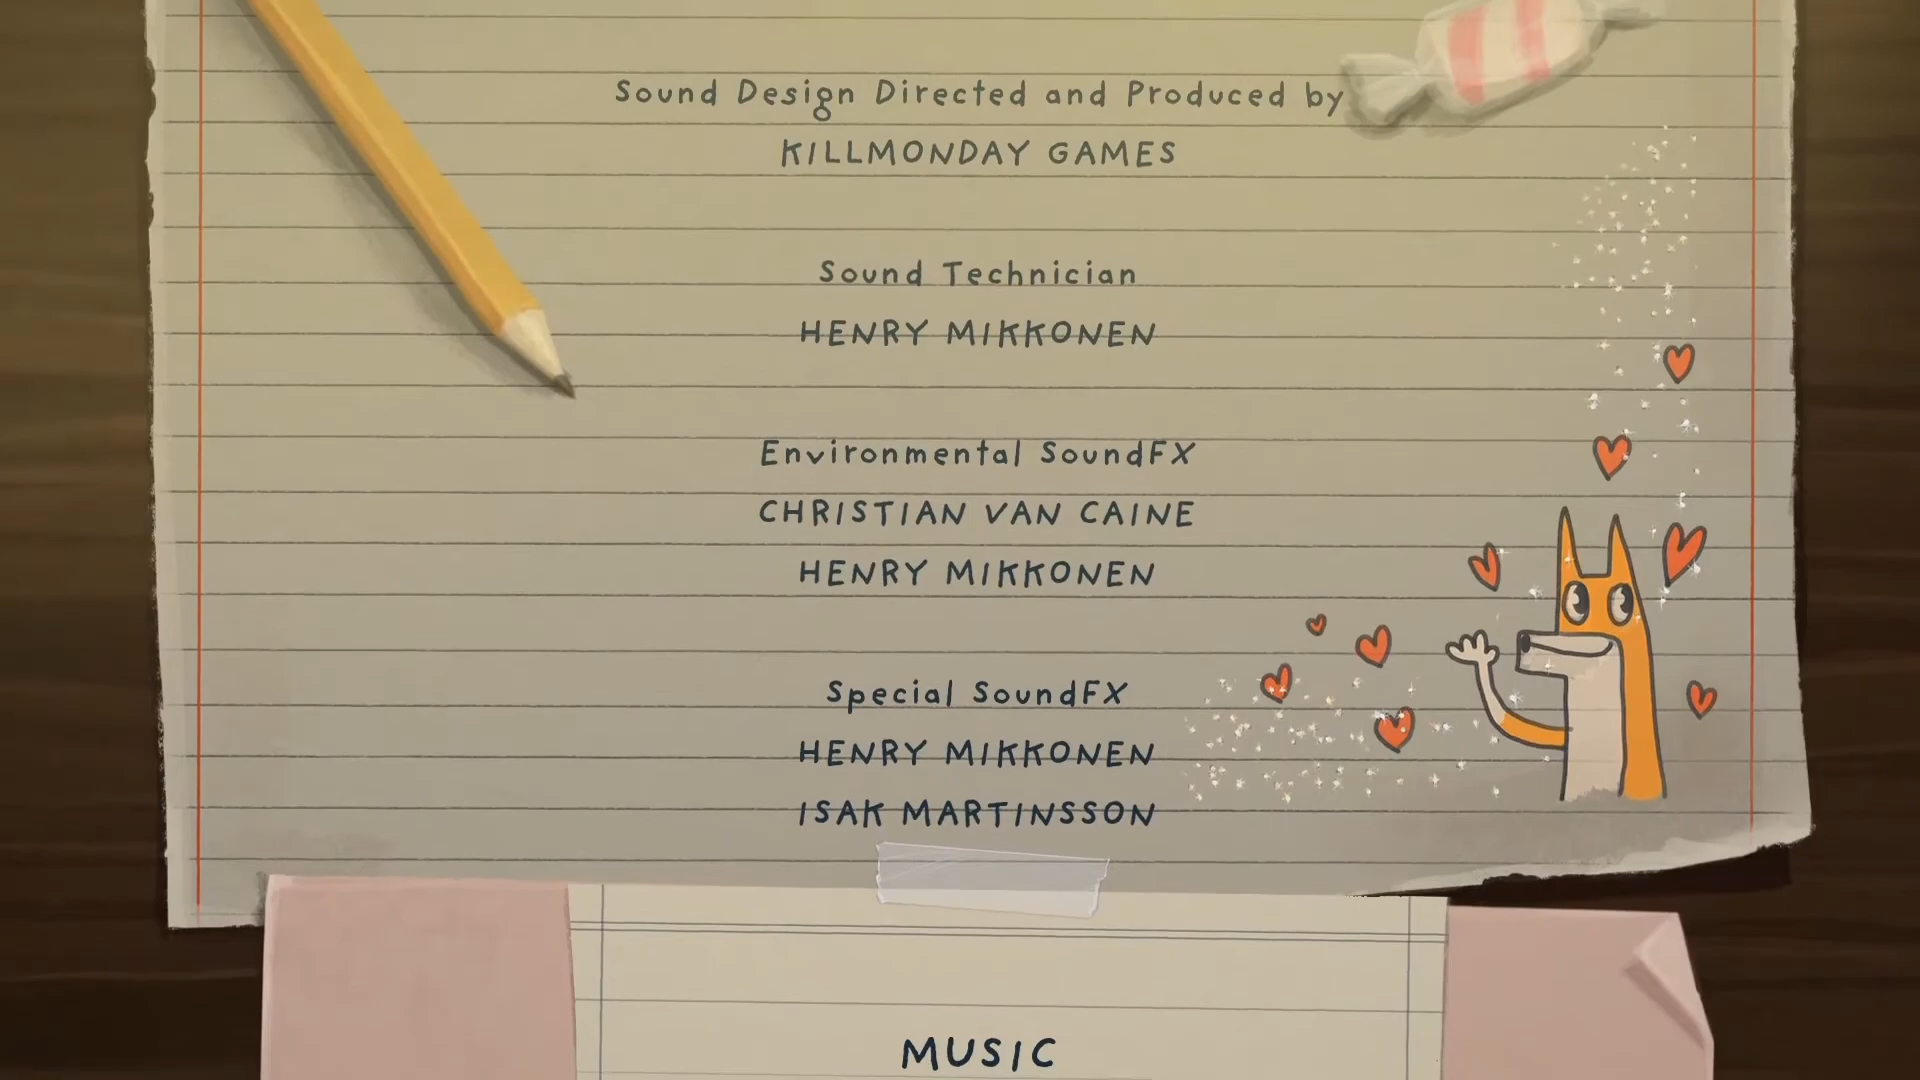 Sound Design Directed and Produced by
KILLMONDAY GAMES
Sound Technician
HENRY MIKKONEN
Environmental SoundFX
CHRISTIAN VAN CAINE
HENRY MIKKONEN
Special SoundFX
HENRY MIKKONEN
ISAK MARTINSSON
MUSIC